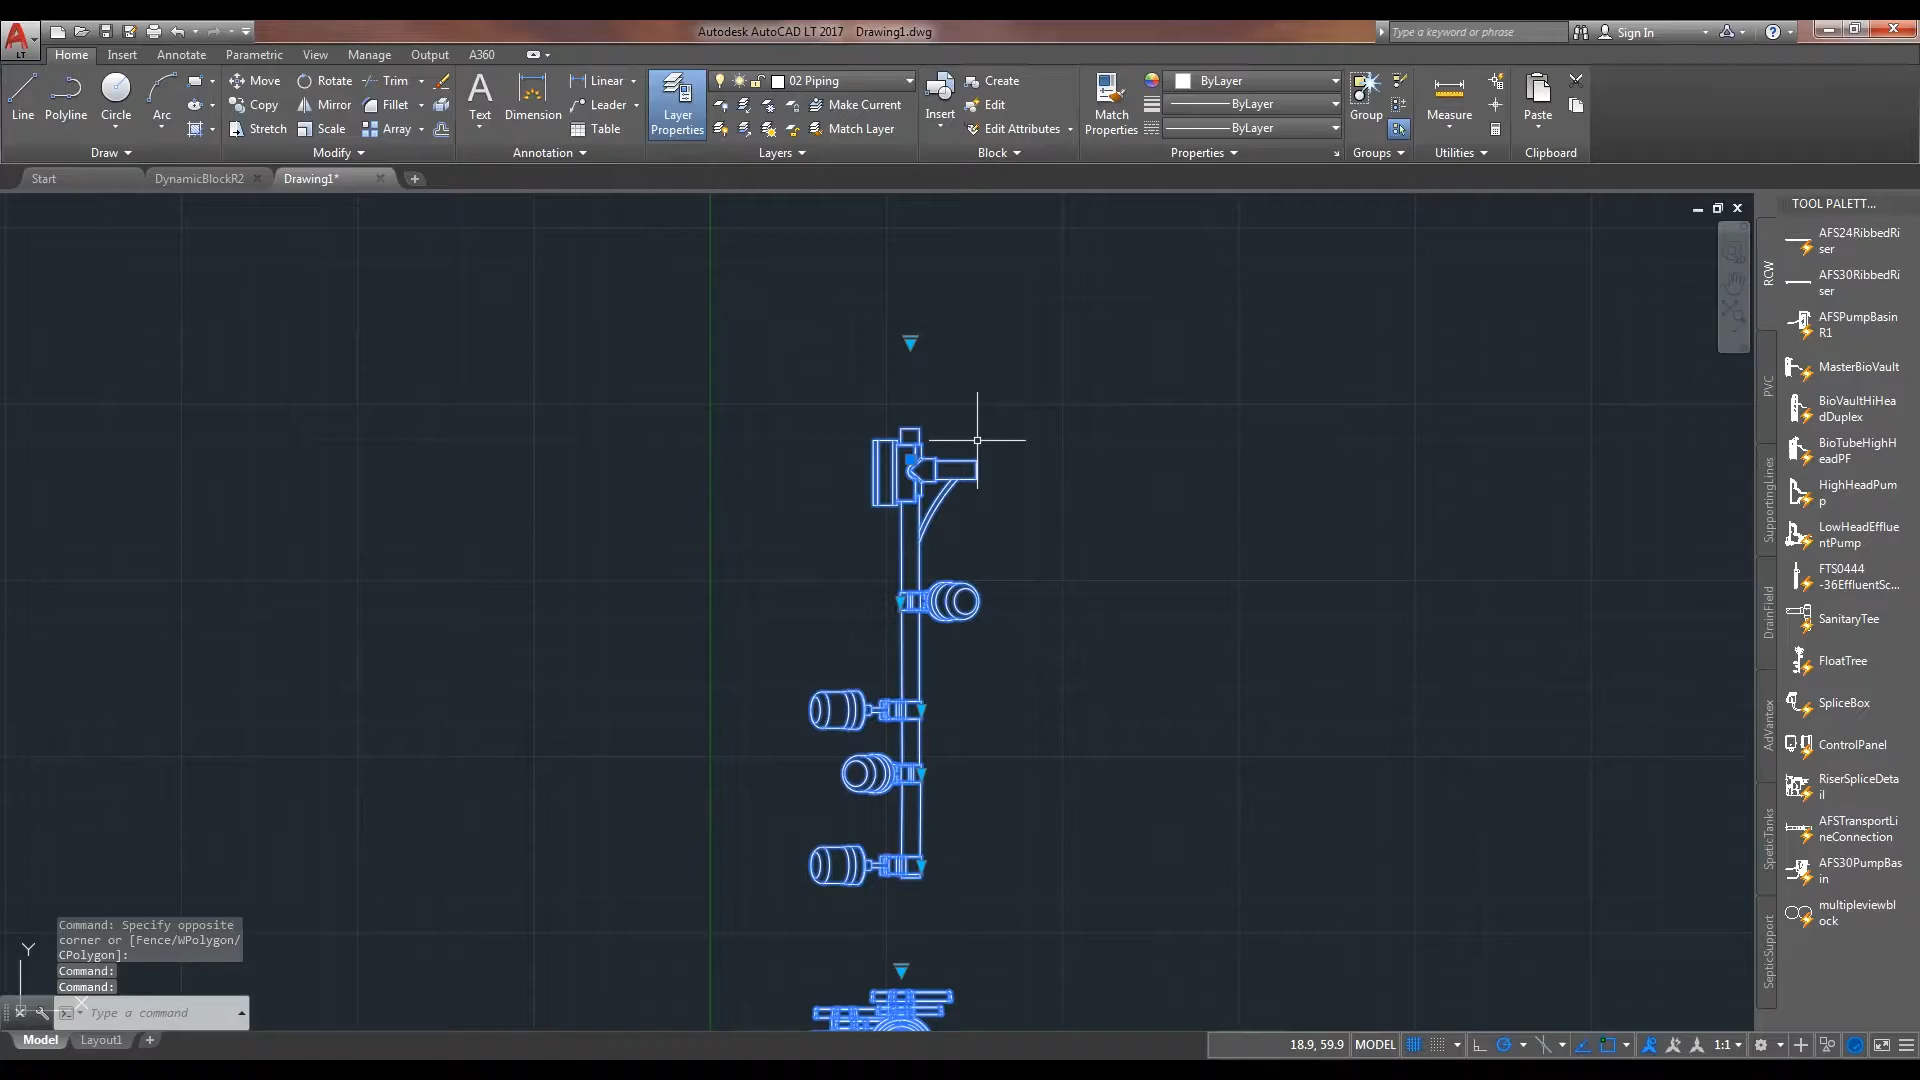 Autodesk AutoCAD LT 2017 Drawing1.dwg
Type a keyword or phrase
Sign In
LT
Home Insert Annotate Parametric View Manage Output A360
Line
Polyline
Circle
Arc
Draw
Move Rotate Trim
Copy Mirror Fillet
Stretch Scale Array
Modify
Text
Dimension
Linear
Leader
Table
Annotation
Layer
Properties
02 Piping
Make Current
Match Layer
Layers
Insert
Create
Edit
Edit Attributes
Block
Match
Properties
ByLayer
ByLayer
ByLayer
Properties
Group
Groups
Measure
Utilities
Paste
Clipboard
Start DynamicBlockR2 Drawing1*
TOOL PALETT...
RCW
PVC
SupportingLines
DrainField
AdVantex
SpeticTanks
SepticSupport
AFS24RibbedRi
ser
AFS30RibbedRi
ser
AFSPumpBasin
R1
MasterBioVault
BioVaultHiHea
dDuplex
BioTubeHighH
eadPF
HighHeadPum
p
LowHeadEfflue
ntPump
FTS0444
-36EffluentSc...
SanitaryTee
FloatTree
SpliceBox
ControlPanel
RiserSpliceDeta
il
AFSTransportLi
neConnection
AFS30PumpBas
in
multipleviewbl
ock
Command: Specify opposite
corner or [Fence/WPolygon/
CPolygon]:
Command:
Command:
Type a command
Y
X
Model Layout1
18.9, 59.9 MODEL 1:1